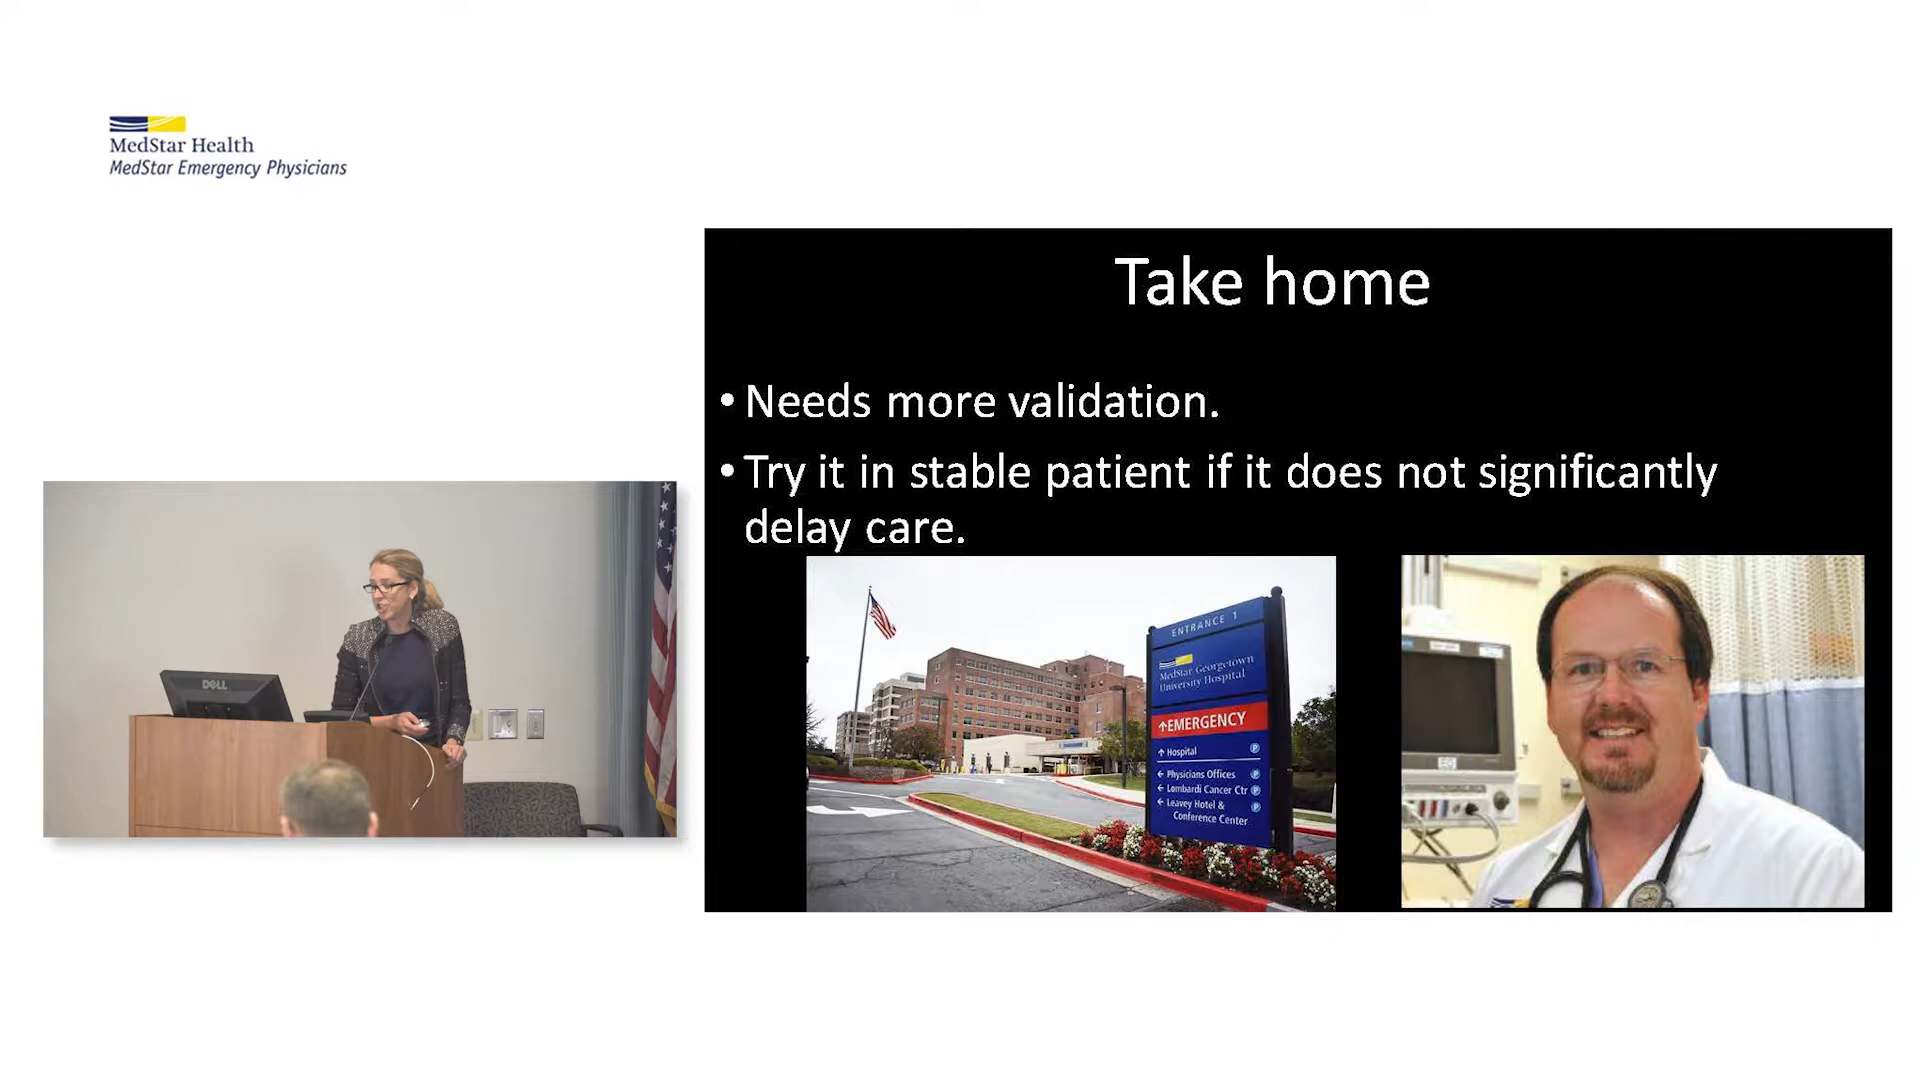 MedStar Health
MedStar Emergency Physicians
Take home
• Needs more validation.
• Try it in stable patient if it does not significantly
delay care.
DELL
ENTRANCE 1
MedStar Georgetown
University Hospital
↑EMERGENCY
↑ Hospital P
← Physicians Offices P
← Lombardi Cancer Ctr P
← Leavey Hotel & P
Conference Center